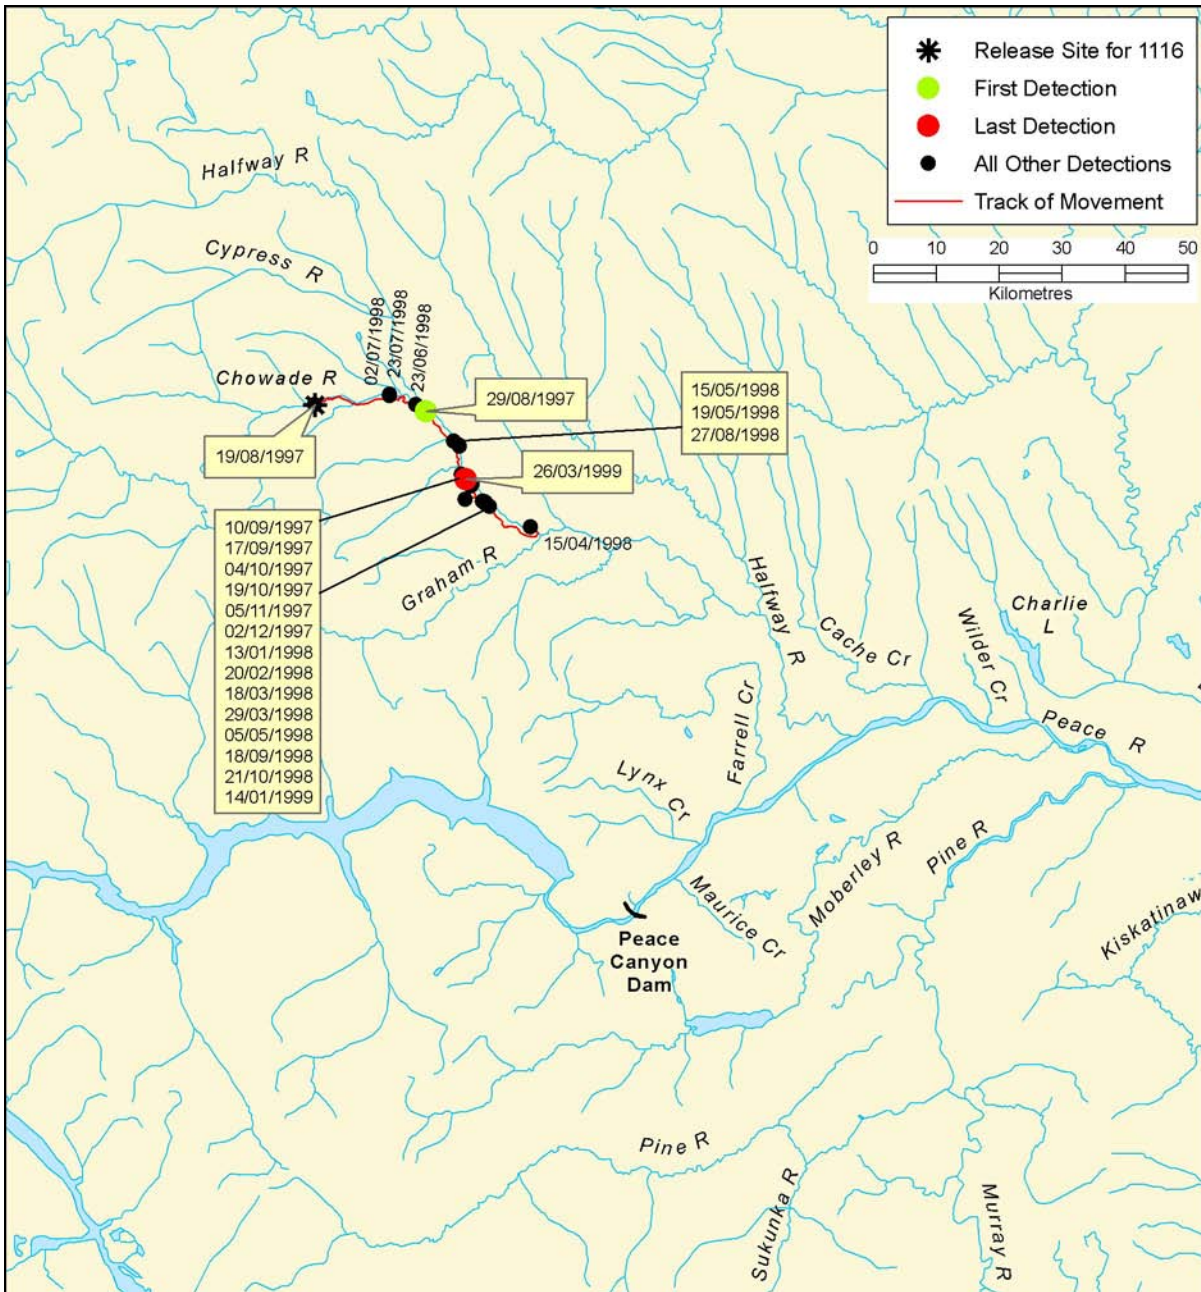 Release Site for 1116
First Detection
Last Detection
All Other Detections
Track of Movement
0 10 20 30 40 50
Kilometres
Halfway R
Cypress R
Chowade R
02/07/1998
23/07/1998
23/06/1998
29/08/1997
15/05/1998
19/05/1998
27/08/1998
19/08/1997
26/03/1999
10/09/1997
17/09/1997
04/10/1997
19/10/1997
05/11/1997
02/12/1997
13/01/1998
20/02/1998
18/03/1998
29/03/1998
05/05/1998
18/09/1998
21/10/1998
14/01/1999
15/04/1998
Graham R
Halfway R
Cache Cr
Wilder Cr
Charlie
L
Peace R
Farrell Cr
Lynx Cr
Maurice Cr
Moberley R
Pine R
Kiskatinaw
Peace
Canyon
Dam
Pine R
Sukunka R
Murray R